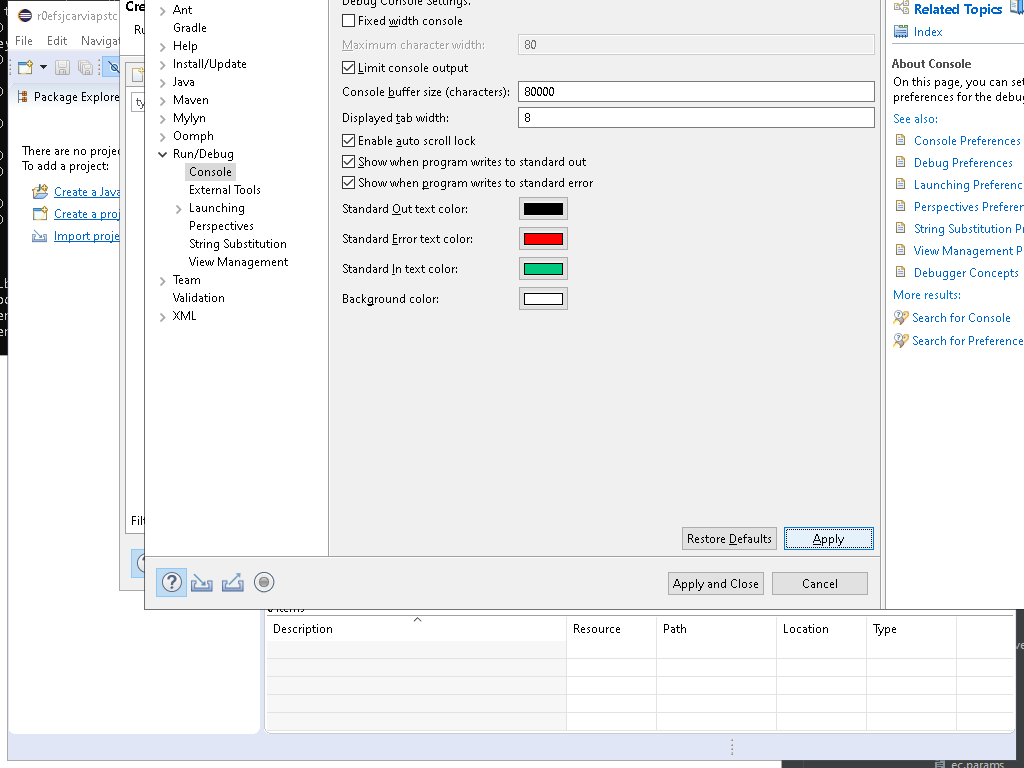 r0efsjcarviapstc
File Edit Navigat
Package Explore
There are no projec
To add a project:
Create a Java
Create a proj
Import proje
Cre
Ru
ty
Filt
Ant
Gradle
Help
Install/Update
Java
Maven
Mylyn
Oomph
Run/Debug
Console
External Tools
Launching
Perspectives
String Substitution
View Management
Team
Validation
XML
Debug Console Settings:
Fixed width console
Maximum character width: 80
Limit console output
Console buffer size (characters): 80000
Displayed tab width: 8
Enable auto scroll lock
Show when program writes to standard out
Show when program writes to standard error
Standard Out text color:
Standard Error text color:
Standard In text color:
Background color:
Restore Defaults Apply
Apply and Close Cancel
Related Topics
Index
About Console
On this page, you can set
preferences for the debug
See also:
Console Preferences
Debug Preferences
Launching Preferenc
Perspectives Preferen
String Substitution Pr
View Management P
Debugger Concepts
More results:
Search for Console
Search for Preference
0 items
Description Resource Path Location Type
ec.params